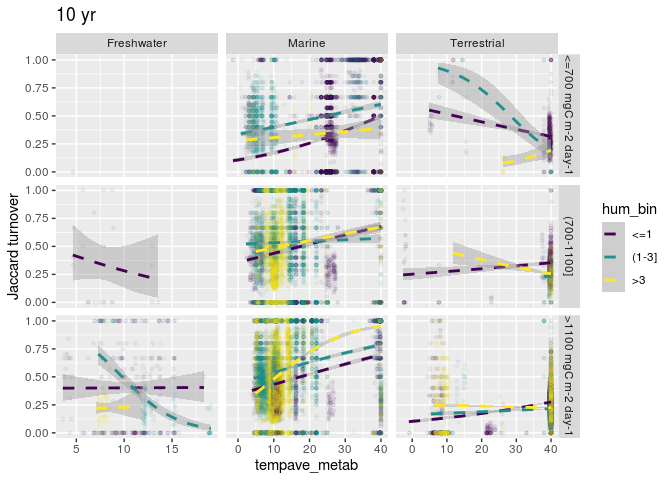 10 yr
Freshwater Marine Terrestrial
1.00
0.75
0.50
0.25
0.00
<=700 mgC m-2 day-1
1.00
0.75
0.50
0.25
0.00
(700-1100]
1.00
0.75
0.50
0.25
0.00
>1100 mgC m-2 day-1
Jaccard turnover
5 10 15 0 10 20 30 40 0 10 20 30 40
tempave_metab
hum_bin
<=1
(1-3]
>3